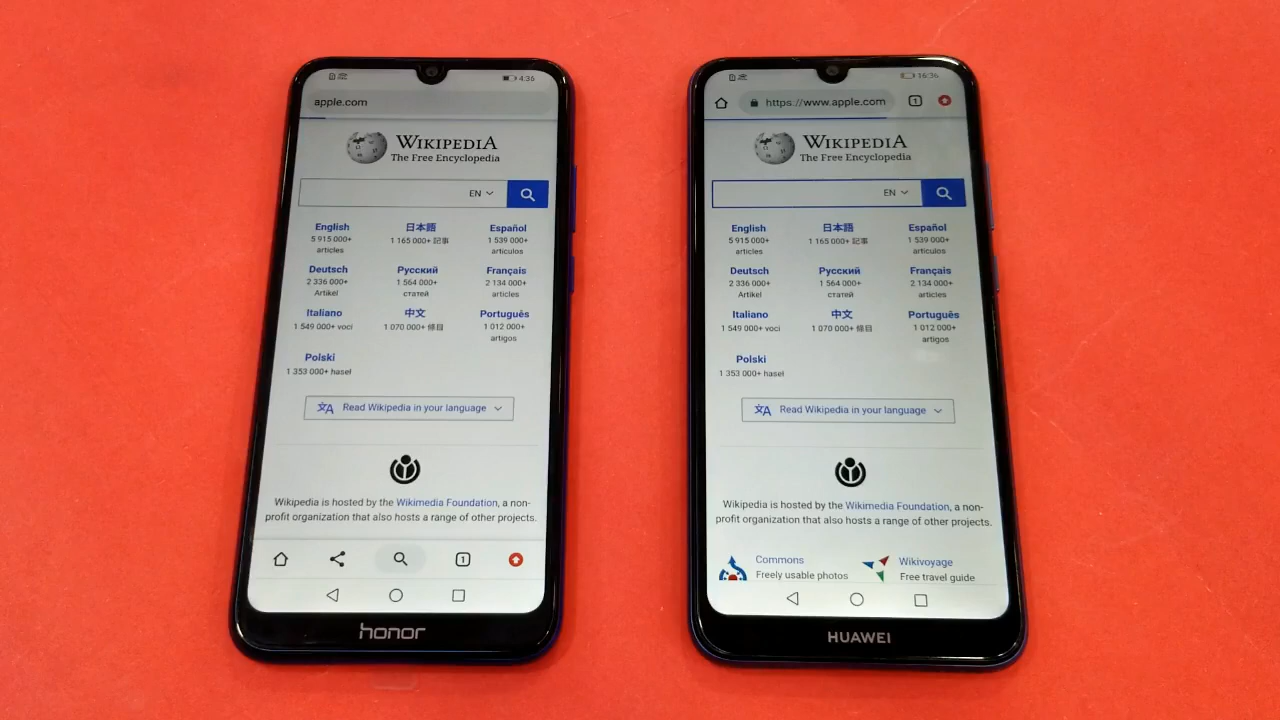 4:36
apple.com
WIKIPEDIA
The Free Encyclopedia
EN
English
5 915 000+
articles
日本語
1 165 000+ 記事
Español
1 539 000+
artículos
Deutsch
2 336 000+
Artikel
Русский
1 564 000+
статей
Français
2 134 000+
articles
Italiano
1 549 000+ voci
中文
1 070 000+ 條目
Português
1 012 000+
artigos
Polski
1 353 000+ haseł
Read Wikipedia in your language
Wikipedia is hosted by the Wikimedia Foundation, a non-
profit organization that also hosts a range of other projects.
1
honor
16:36
https://www.apple.com
1
WIKIPEDIA
The Free Encyclopedia
EN
English
5 915 000+
articles
日本語
1 165 000+ 記事
Español
1 539 000+
artículos
Deutsch
2 336 000+
Artikel
Русский
1 564 000+
статей
Français
2 134 000+
articles
Italiano
1 549 000+ voci
中文
1 070 000+ 條目
Português
1 012 000+
artigos
Polski
1 353 000+ haseł
Read Wikipedia in your language
Wikipedia is hosted by the Wikimedia Foundation, a non-
profit organization that also hosts a range of other projects.
Commons
Freely usable photos
Wikivoyage
Free travel guide
HUAWEI